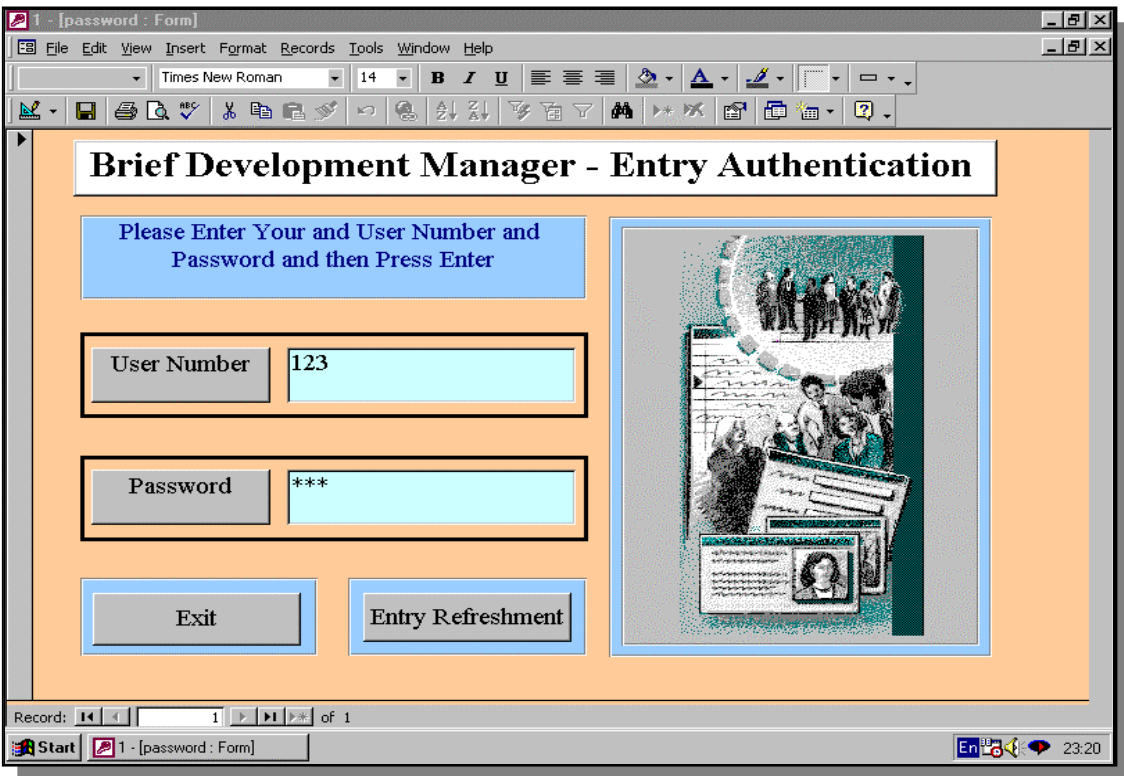 1 - [password : Form]
File Edit View Insert Format Records Tools Window Help
Times New Roman 14 B I U
ABC
Brief Development Manager - Entry Authentication
Please Enter Your and User Number and
Password and then Press Enter
User Number 123
Password ***
Exit Entry Refreshment
Record: 1 of 1
Start 1 - [password : Form] En 23:20